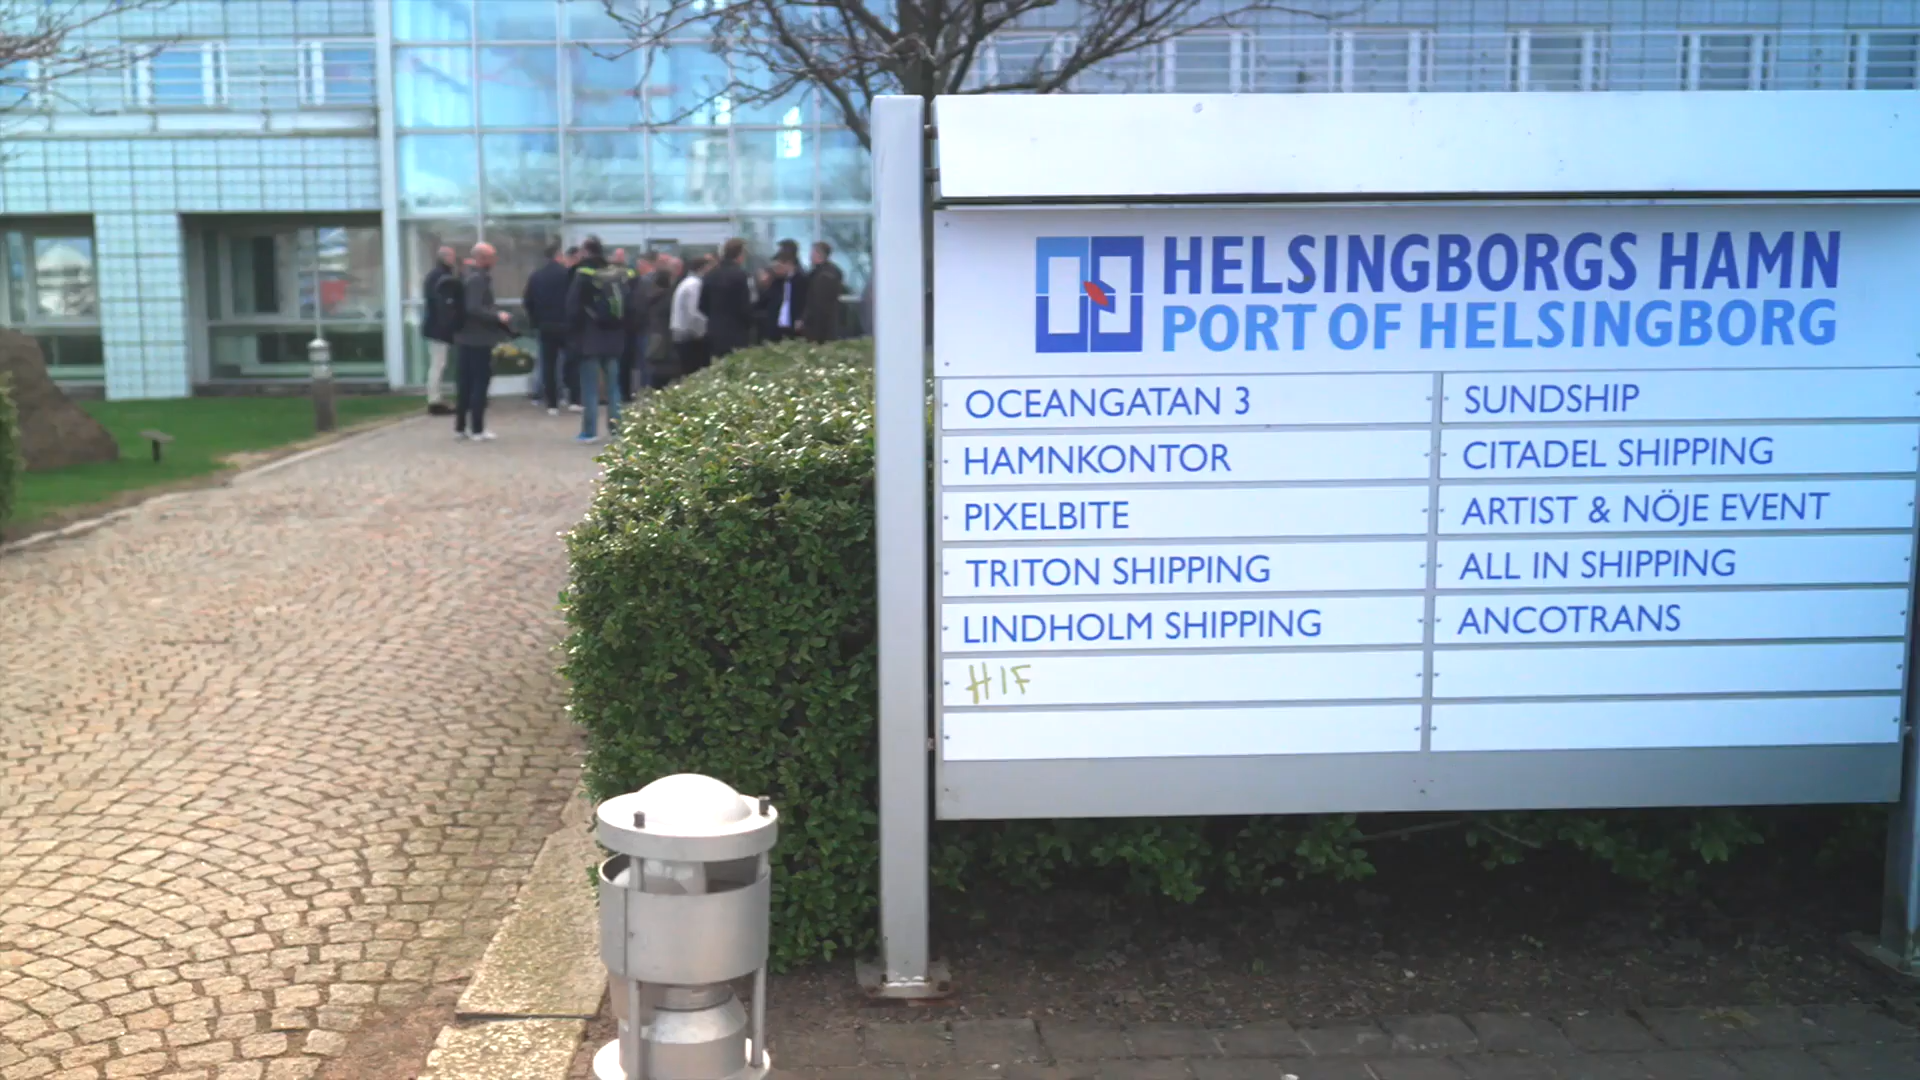 HELSINGBORGS HAMN
PORT OF HELSINGBORG
OCEANGATAN 3
HAMNKONTOR
PIXELBITE
TRITON SHIPPING
LINDHOLM SHIPPING
HIF
SUNDSHIP
CITADEL SHIPPING
ARTIST & NÖJE EVENT
ALL IN SHIPPING
ANCOTRANS